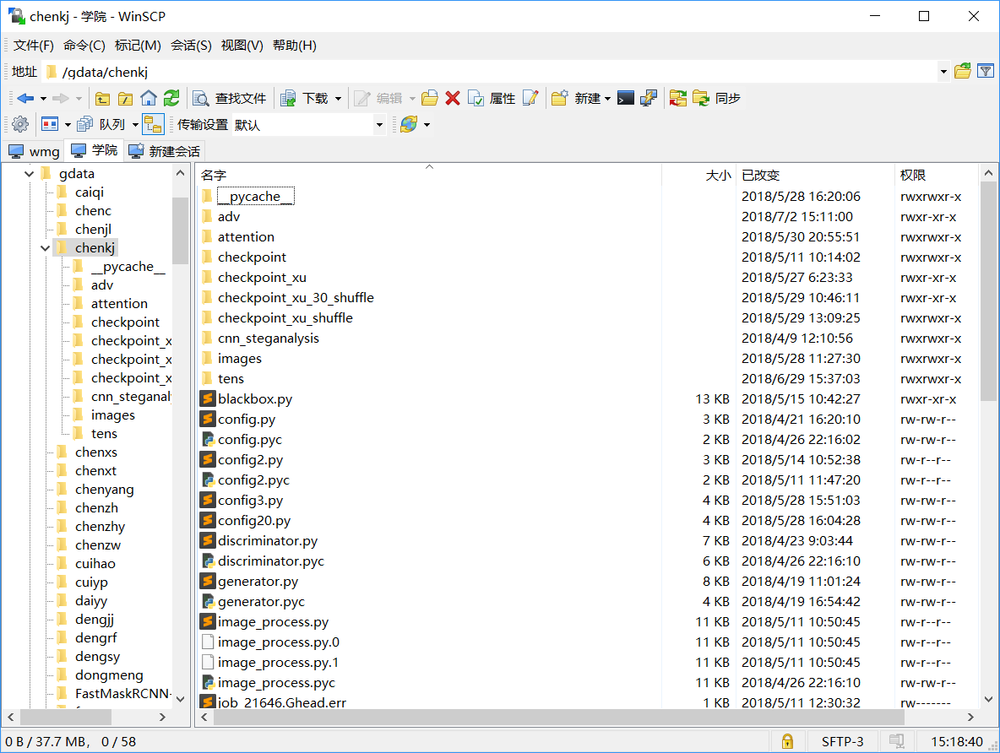 chenkj - 学院 - WinSCP
文件(F) 命令(C) 标记(M) 会话(S) 视图(V) 帮助(H)
地址 /gdata/chenkj
查找文件 下载 编辑 属性 新建 同步
队列 传输设置 默认
wmg 学院 新建会话
gdata
caiqi
chenc
chenjl
chenkj
__pycache__
adv
attention
checkpoint
checkpoint_x
checkpoint_x
checkpoint_x
cnn_steganal
images
tens
chenxs
chenxt
chenyang
chenzh
chenzhy
chenzw
cuihao
cuiyp
daiyy
dengjj
dengrf
dengsy
dongmeng
FastMaskRCNN-
名字 大小 已改变 权限
__pycache__ 2018/5/28 16:20:06 rwxrwxr-x
adv 2018/7/2 15:11:00 rwxr-xr-x
attention 2018/5/30 20:55:51 rwxrwxr-x
checkpoint 2018/5/11 10:14:02 rwxrwxr-x
checkpoint_xu 2018/5/27 6:23:33 rwxr-xr-x
checkpoint_xu_30_shuffle 2018/5/29 10:46:11 rwxr-xr-x
checkpoint_xu_shuffle 2018/5/29 13:09:25 rwxrwxr-x
cnn_steganalysis 2018/4/9 12:10:56 rwxrwxr-x
images 2018/5/28 11:27:30 rwxrwxr-x
tens 2018/6/29 15:37:03 rwxrwxr-x
blackbox.py 13 KB 2018/5/15 10:42:27 rwxr-xr-x
config.py 3 KB 2018/4/21 16:20:10 rw-rw-r--
config.pyc 2 KB 2018/4/26 22:16:02 rw-rw-r--
config2.py 3 KB 2018/5/14 10:52:38 rw-r--r--
config2.pyc 2 KB 2018/5/11 11:47:20 rw-r--r--
config3.py 4 KB 2018/5/28 15:51:03 rw-rw-r--
config20.py 4 KB 2018/5/28 16:04:28 rw-rw-r--
discriminator.py 7 KB 2018/4/23 9:03:44 rw-rw-r--
discriminator.pyc 6 KB 2018/4/26 22:16:10 rw-rw-r--
generator.py 8 KB 2018/4/19 11:01:24 rw-rw-r--
generator.pyc 4 KB 2018/4/19 16:54:42 rw-rw-r--
image_process.py 11 KB 2018/5/11 10:50:45 rw-r--r--
image_process.py.0 11 KB 2018/5/11 10:50:45 rw-r--r--
image_process.py.1 11 KB 2018/5/11 10:50:45 rw-r--r--
image_process.pyc 11 KB 2018/4/26 22:16:10 rw-rw-r--
job_21646.Ghead.err 1 KB 2018/5/11 12:30:32 rw-------
0 B / 37.7 MB, 0 / 58 SFTP-3 15:18:40